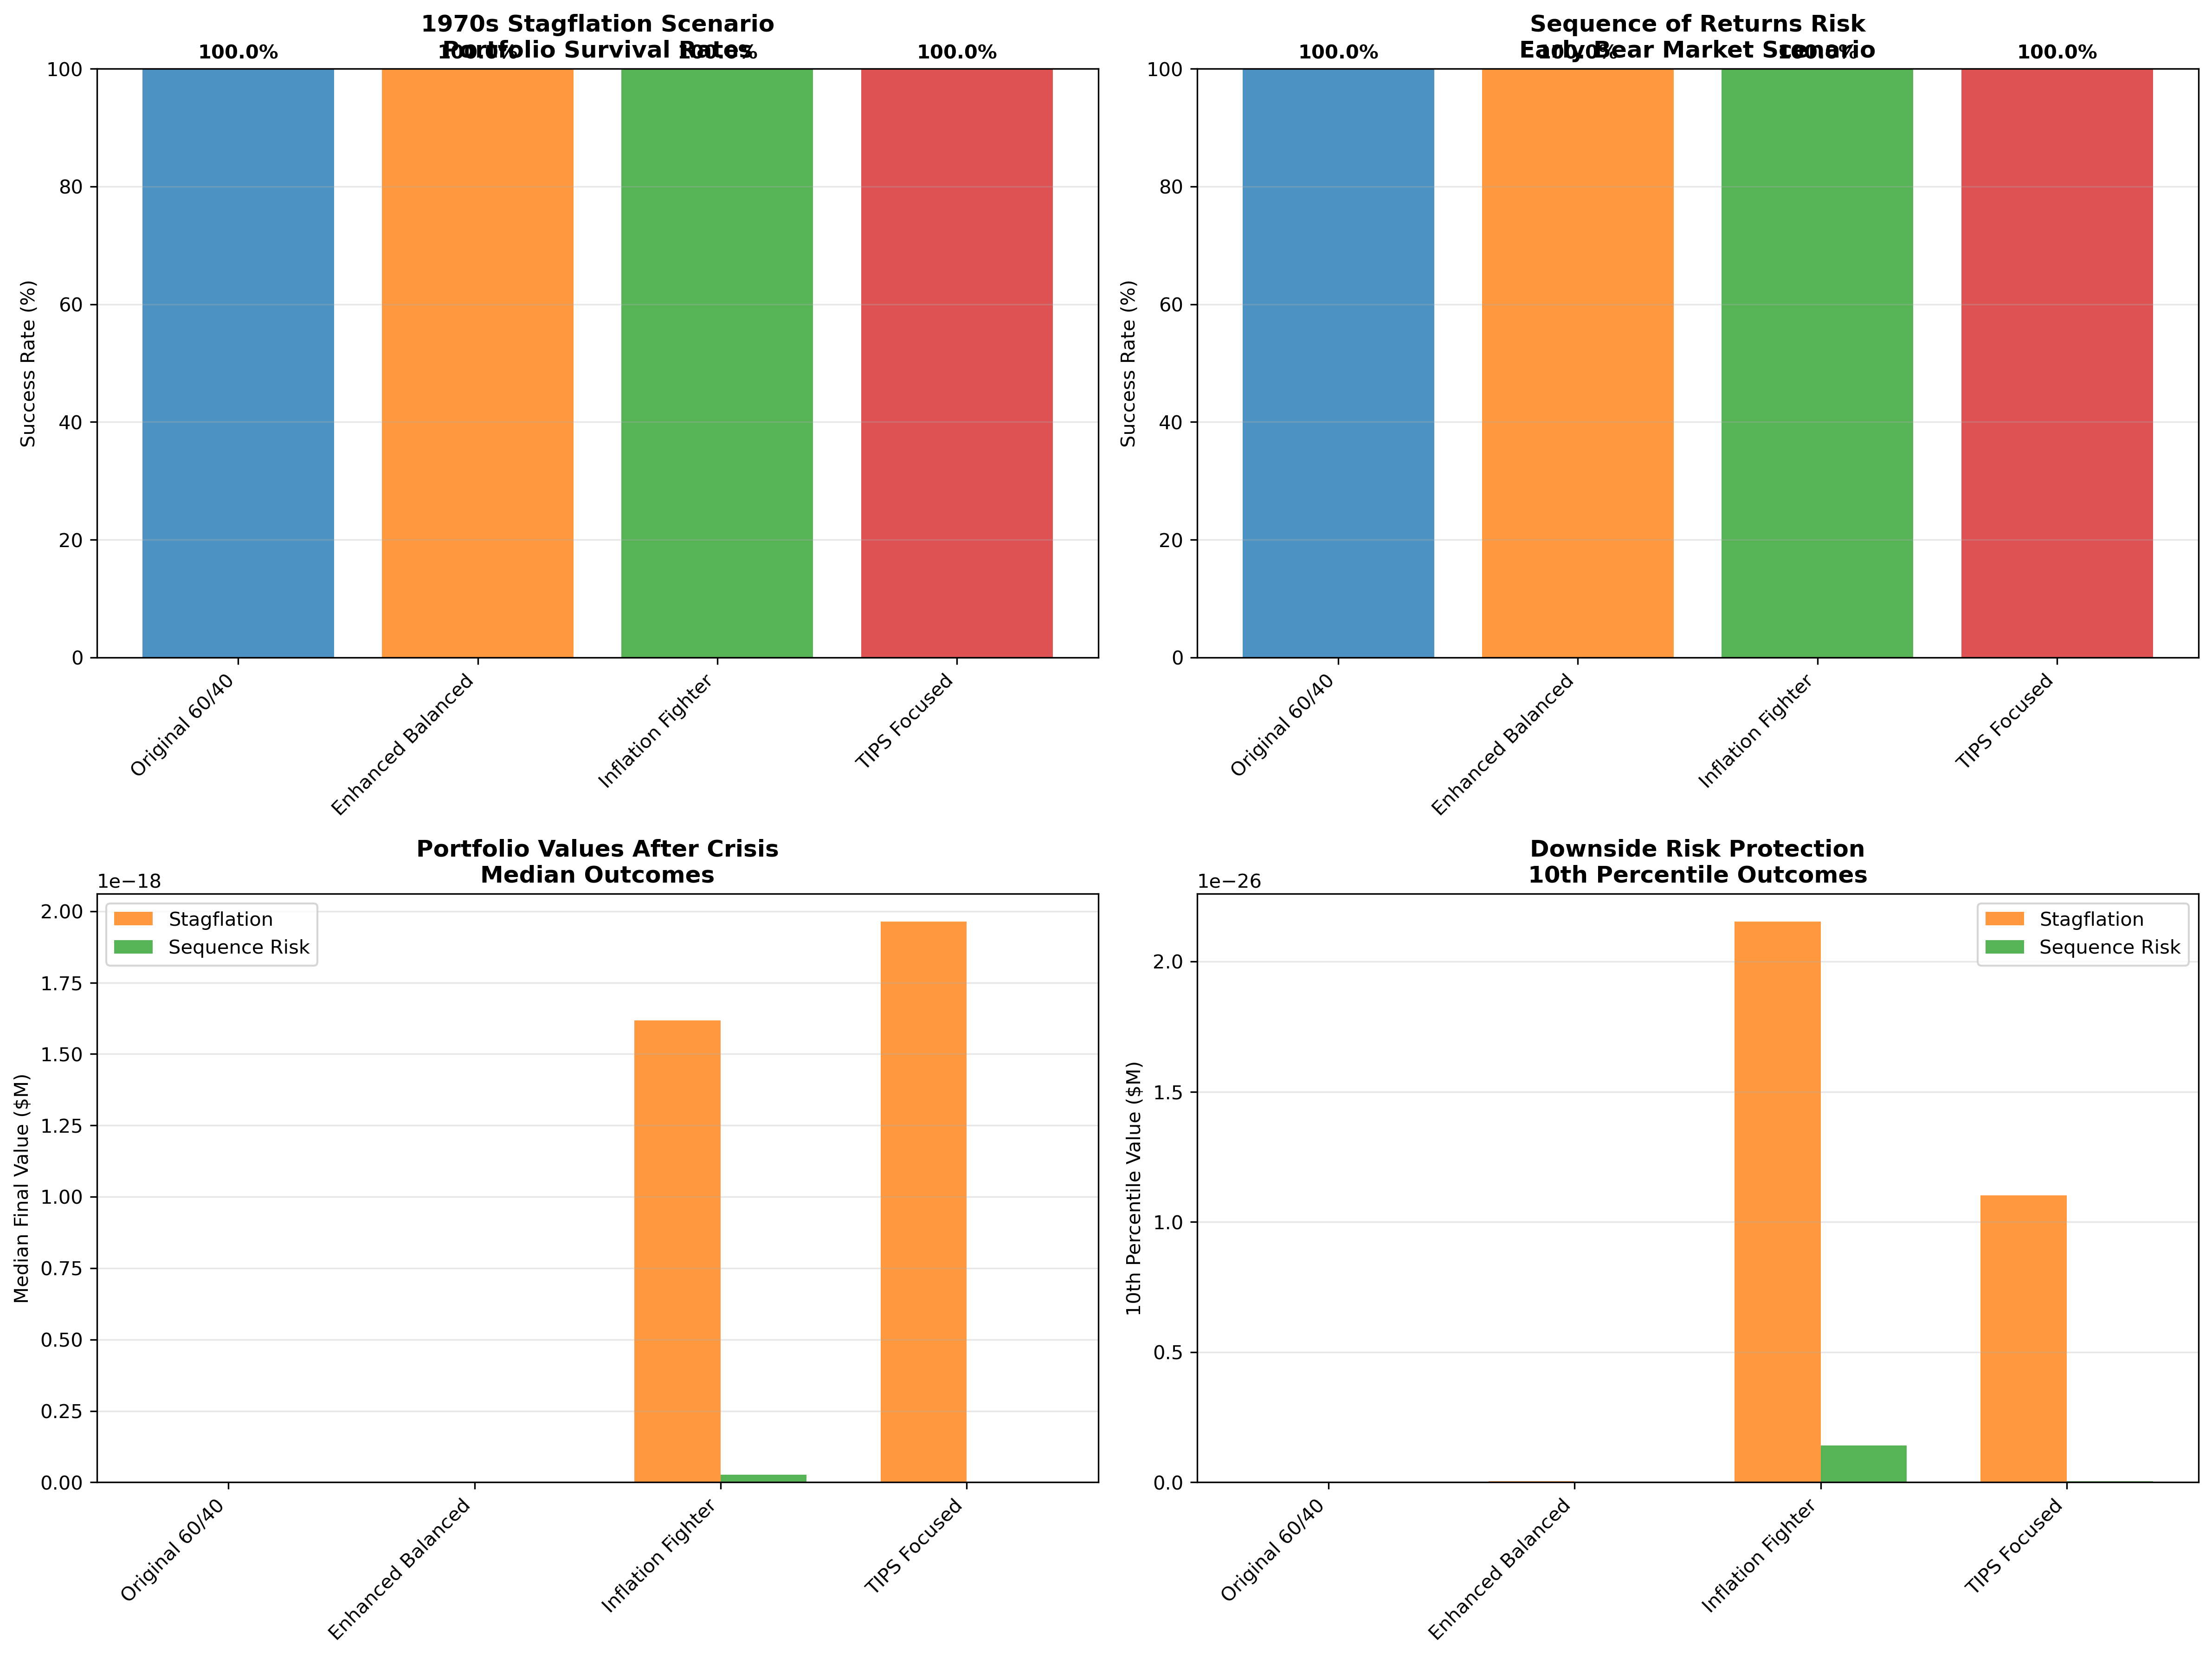 1970s Stagflation Scenario
Portfolio Survival Rates
100.0%
100.0%
100.0%
100.0%
Success Rate (%)
100
80
60
40
20
0
Original 60/40
Enhanced Balanced
Inflation Fighter
TIPS Focused
Sequence of Returns Risk
Early Bear Market Scenario
100.0%
100.0%
100.0%
100.0%
Success Rate (%)
100
80
60
40
20
0
Original 60/40
Enhanced Balanced
Inflation Fighter
TIPS Focused
Portfolio Values After Crisis
Median Outcomes
1e−18
Stagflation
Sequence Risk
Median Final Value ($M)
2.00
1.75
1.50
1.25
1.00
0.75
0.50
0.25
0.00
Original 60/40
Enhanced Balanced
Inflation Fighter
TIPS Focused
Downside Risk Protection
10th Percentile Outcomes
1e−26
Stagflation
Sequence Risk
10th Percentile Value ($M)
2.0
1.5
1.0
0.5
0.0
Original 60/40
Enhanced Balanced
Inflation Fighter
TIPS Focused